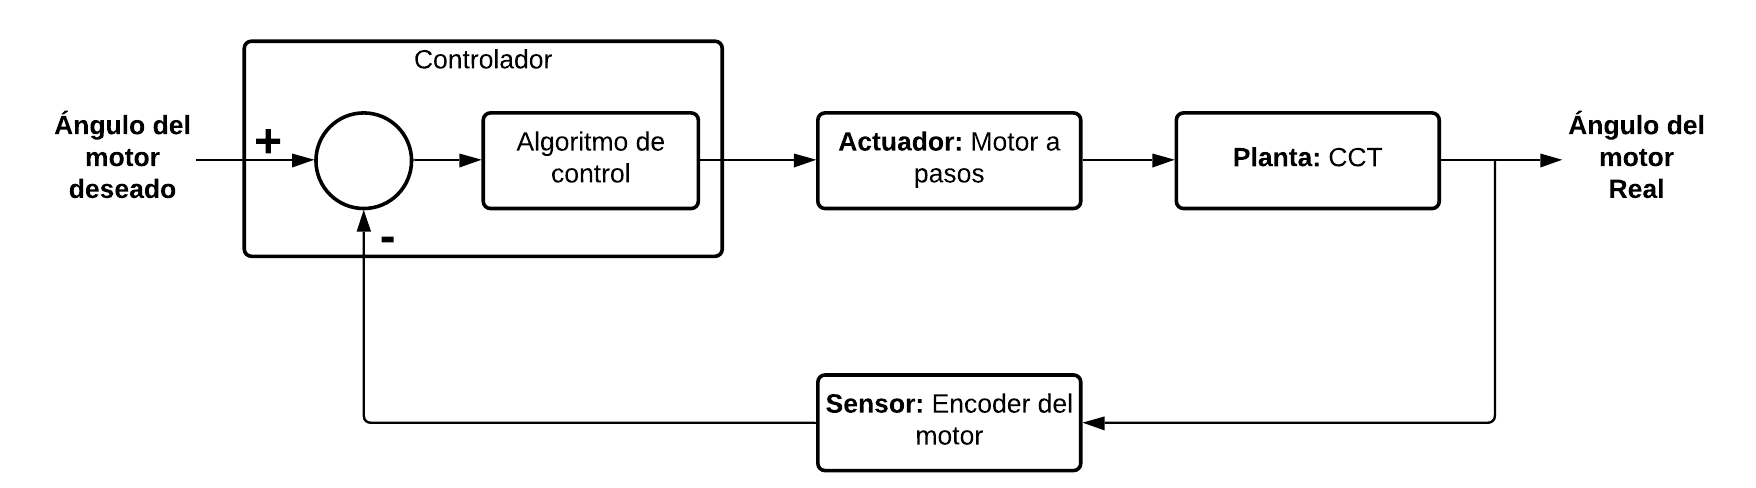 Controlador
Ángulo del
motor
deseado
+
-
Algoritmo de
control
Actuador: Motor a
pasos
Planta: CCT
Ángulo del
motor
Real
Sensor: Encoder del
motor